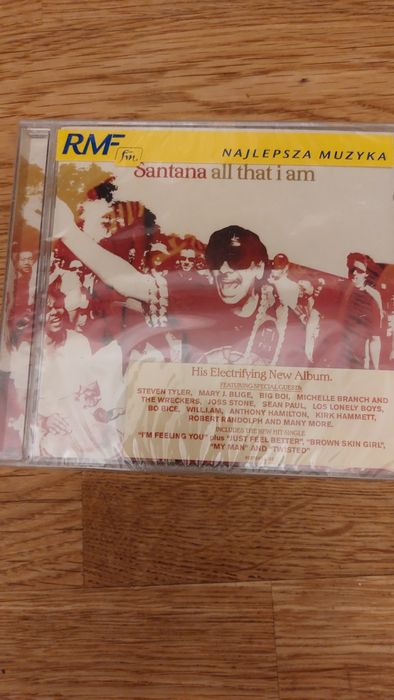 RMF fm
NAJLEPSZA MUZYKA
Santana all that i am
His Electrifying New Album.
FEATURING SPECIAL GUESTS:
STEVEN TYLER, MARY J. BLIGE, BIG BOI, MICHELLE BRANCH AND
THE WRECKERS, JOSS STONE, SEAN PAUL, LOS LONELY BOYS,
BO BICE, WILL.I.AM, ANTHONY HAMILTON, KIRK HAMMETT,
ROBERT RANDOLPH AND MANY MORE.
INCLUDES THE NEW HIT SINGLE
"I'M FEELING YOU" plus "JUST FEEL BETTER", "BROWN SKIN GIRL",
"MY MAN" AND "TWISTED"